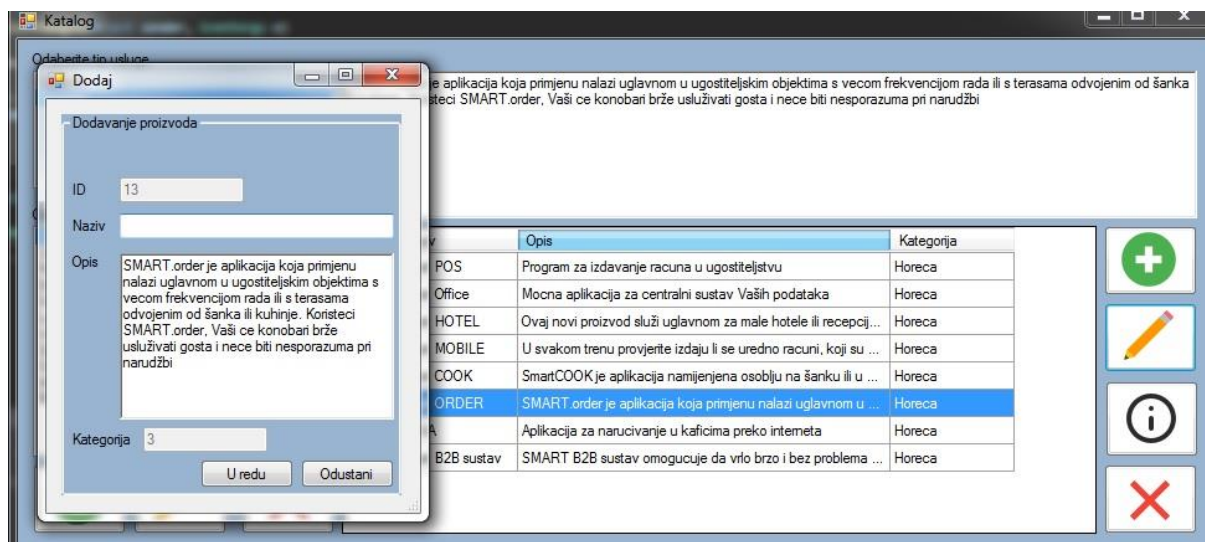 Katalog
Odaberite tip usluge
Dodaj
je aplikacija koja primjenu nalazi uglavnom u ugostiteljskim objektima s vecom frekvencijom rada ili s terasama odvojenim od šanka
SMART.order, Vaši ce konobari brže usluživati gosta i nece biti nesporazuma pri narudžbi
Dodavanje proizvoda
ID 13
Naziv
Opis SMART.order je aplikacija koja primjenu
nalazi uglavnom u ugostiteljskim objektima s
vecom frekvencijom rada ili s terasama
odvojenim od šanka ili kuhinje. Koristeci
SMART.order, Vaši ce konobari brže
usluživati gosta i nece biti nesporazuma pri
narudžbi
Kategorija 3
U redu Odustani
Opis Kategorija
POS Program za izdavanje racuna u ugostiteljstvu Horeca
Office Mocna aplikacija za centralni sustav Vaših podataka Horeca
HOTEL Ovaj novi proizvod služi uglavnom za male hotele ili recepcij... Horeca
MOBILE U svakom trenu provjerite izdaju li se uredno racuni, koji su ... Horeca
COOK SmartCOOK je aplikacija namijenjena osoblju na šanku ili u ... Horeca
ORDER SMART.order je aplikacija koja primjenu nalazi uglavnom u ... Horeca
A Aplikacija za narucivanje u kaficima preko interneta Horeca
B2B sustav SMART B2B sustav omogucuje da vrlo brzo i bez problema ... Horeca